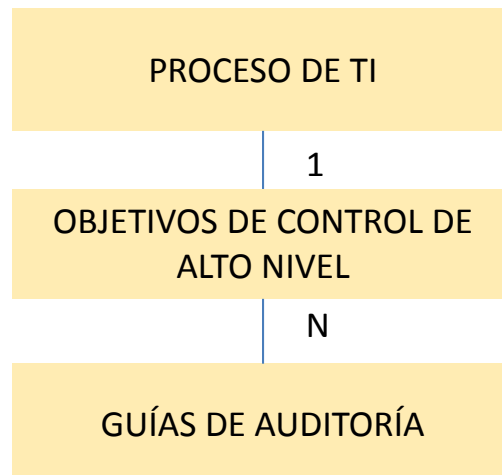 PROCESO DE TI
1
OBJETIVOS DE CONTROL DE
ALTO NIVEL
N
GUÍAS DE AUDITORÍA